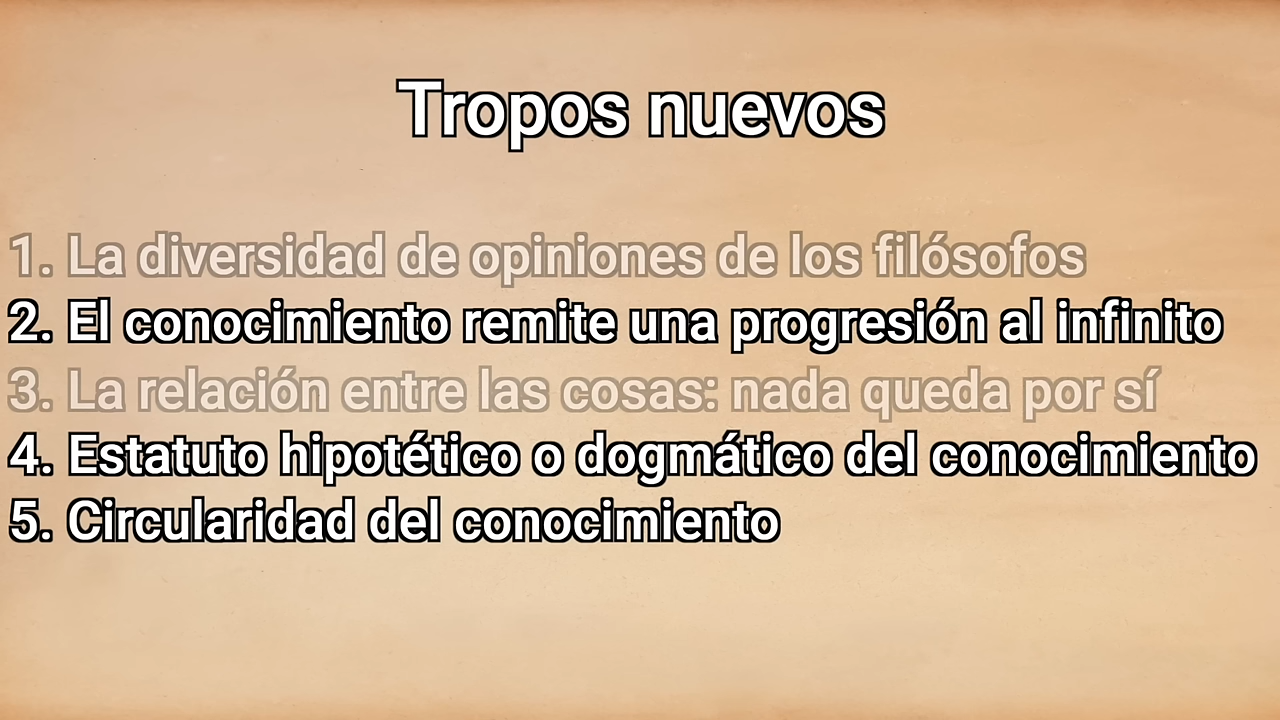 Tropos nuevos
1. La diversidad de opiniones de los filósofos
2. El conocimiento remite una progresión al infinito
3. La relación entre las cosas: nada queda por sí
4. Estatuto hipotético o dogmático del conocimiento
5. Circularidad del conocimiento